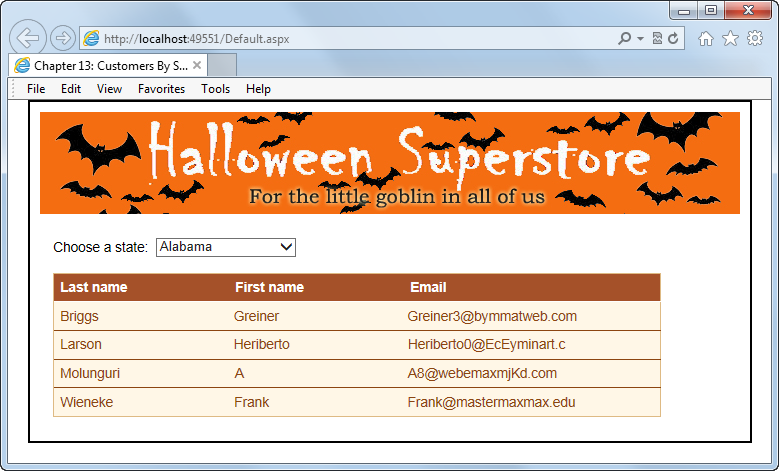 http://localhost:49551/Default.aspx
Chapter 13: Customers By S...
File Edit View Favorites Tools Help
Halloween Superstore
For the little goblin in all of us
Choose a state: Alabama
Last name First name Email
Briggs Greiner Greiner3@bymmatweb.com
Larson Heriberto Heriberto0@EcEyminart.c
Molunguri A A8@webemaxmjKd.com
Wieneke Frank Frank@mastermaxmax.edu